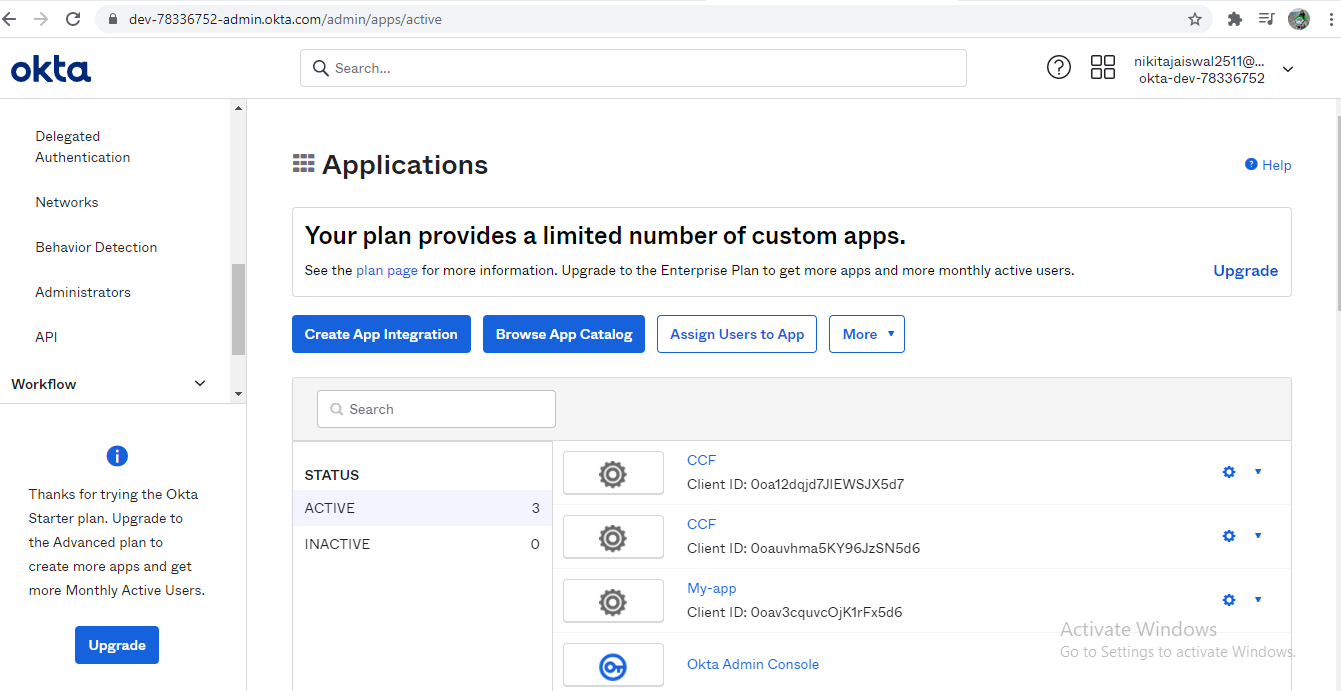 dev-78336752-admin.okta.com/admin/apps/active
okta
Search...
nikitajaiswal2511@...
okta-dev-78336752
Delegated
Authentication
Networks
Behavior Detection
Administrators
API
Workflow
Thanks for trying the Okta
Starter plan. Upgrade to
the Advanced plan to
create more apps and get
more Monthly Active Users.
Upgrade
Applications
Help
Your plan provides a limited number of custom apps.
See the plan page for more information. Upgrade to the Enterprise Plan to get more apps and more monthly active users.
Upgrade
Create App Integration
Browse App Catalog
Assign Users to App
More
Search
STATUS
ACTIVE 3
INACTIVE 0
CCF
Client ID: 0oa12dqjd7JIEWSJX5d7
CCF
Client ID: 0oauvhma5KY96JzSN5d6
My-app
Client ID: 0oav3cquvcOjK1rFx5d6
Okta Admin Console
Activate Windows
Go to Settings to activate Windows.